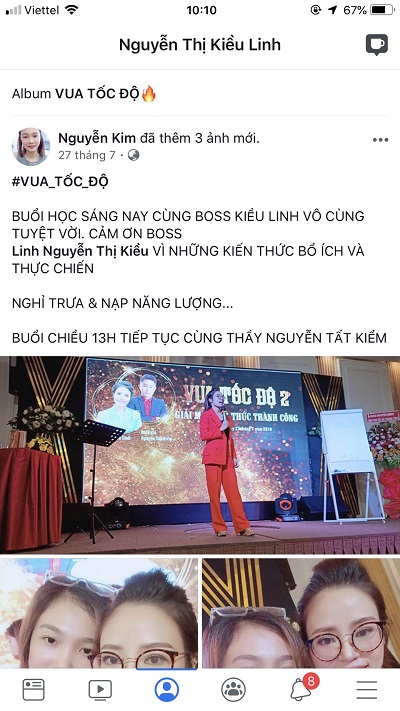 Viettel
10:10
67%
Nguyễn Thị Kiều Linh
Album VUA TỐC ĐỘ🔥
Nguyễn Kim đã thêm 3 ảnh mới.
27 tháng 7
#VUA_TỐC_ĐỘ
BUỔI HỌC SÁNG NAY CÙNG BOSS KIỀU LINH VÔ CÙNG
TUYỆT VỜI. CẢM ƠN BOSS
Linh Nguyễn Thị Kiều VÌ NHỮNG KIẾN THỨC BỔ ÍCH VÀ
THỰC CHIẾN
NGHỈ TRƯA & NẠP NĂNG LƯỢNG...
BUỔI CHIỀU 13H TIẾP TỤC CÙNG THẦY NGUYỄN TẤT KIỂM
VUA TỐC ĐỘ 2
GIẢI THỨC THÀNH CÔNG
8